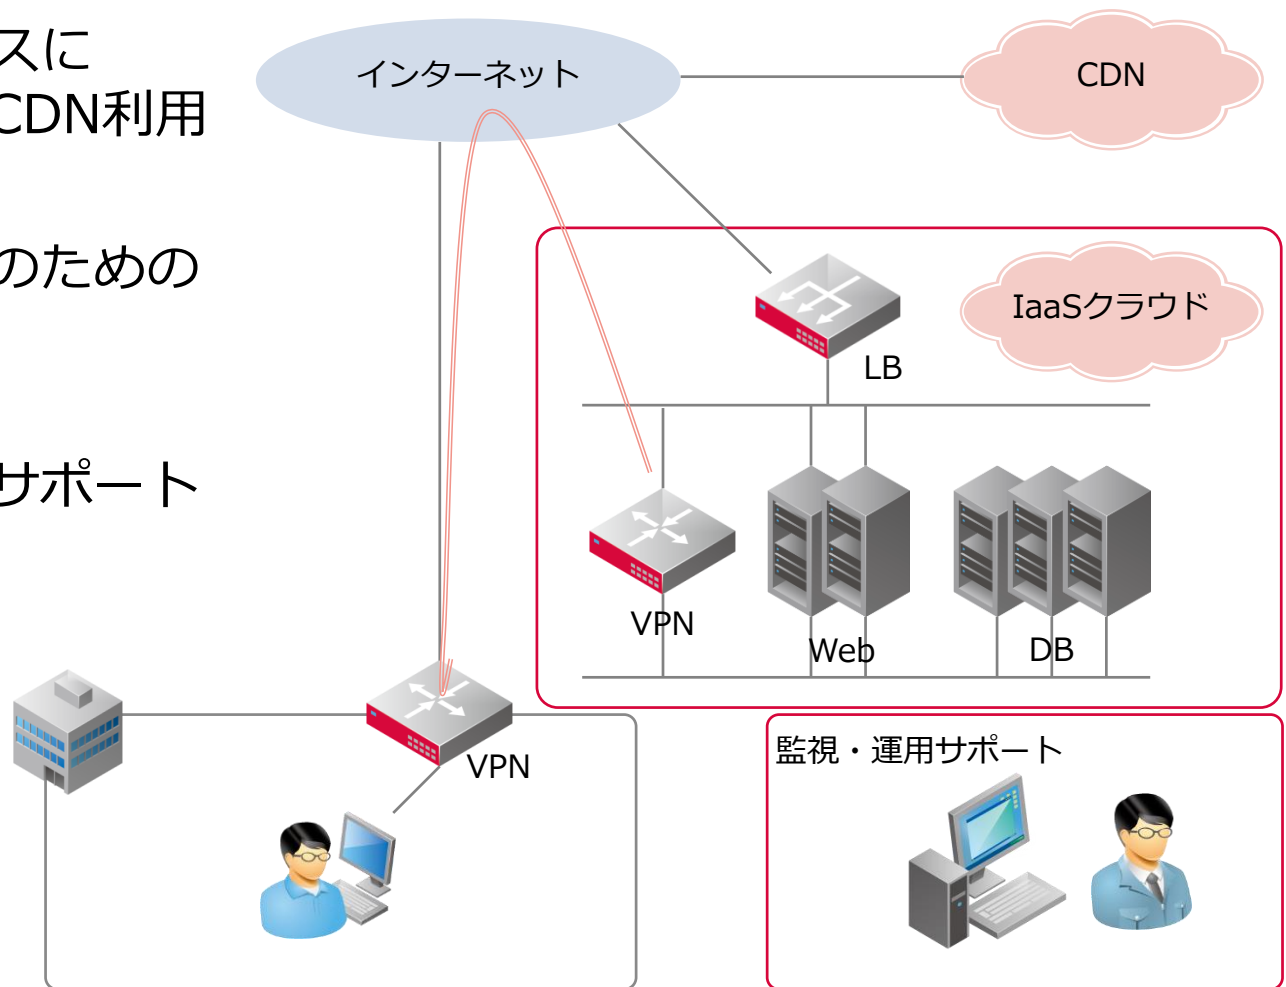 スに
CDN利用
のための
サポート
インターネット
CDN
IaaSクラウド
LB
VPN
Web
DB
VPN
監視・運用サポート